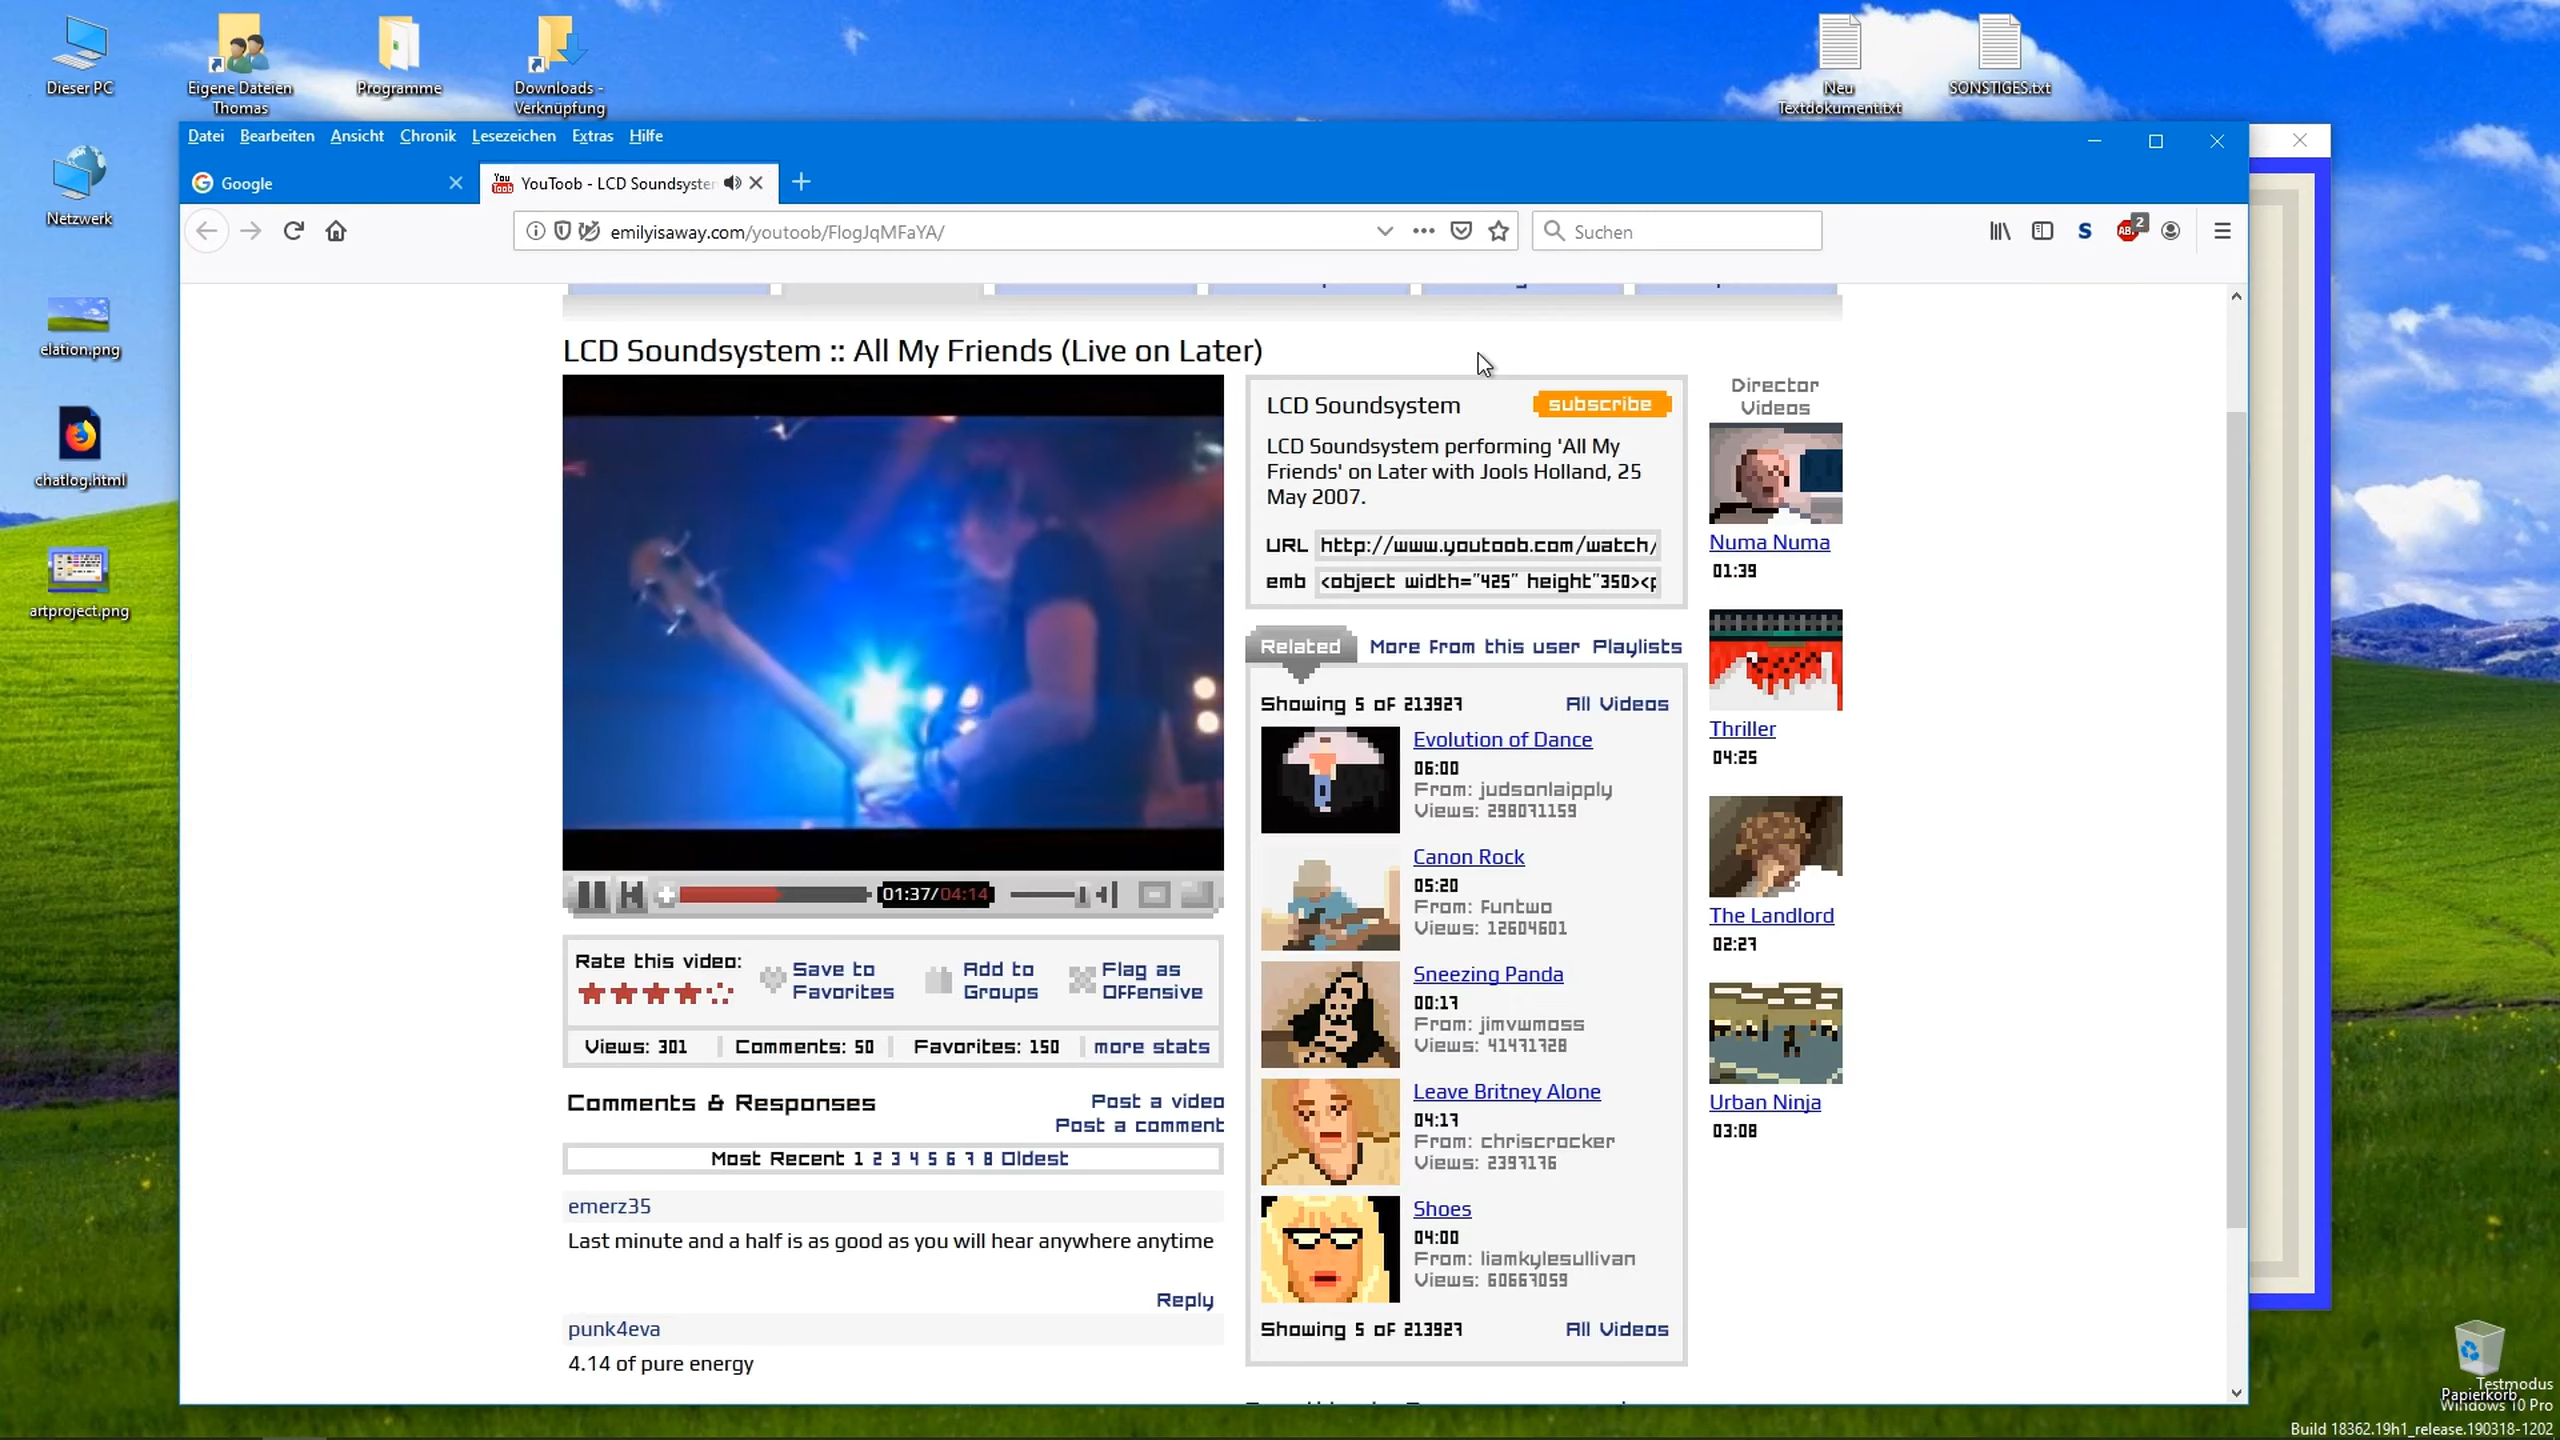 Dieser PC
Eigene Dateien
Thomas
Programme
Downloads -
Verknüpfung
Neu
Textdokument.txt
SONSTIGES.txt
Netzwerk
elation.png
chatlog.html
artproject.png
Datei Bearbeiten Ansicht Chronik Lesezeichen Extras Hilfe
Google
YouToob - LCD Soundsyster
emilyisaway.com/youtoob/FlogJqMFaYA/
Suchen
S
ABP
2
LCD Soundsystem :: All My Friends (Live on Later)
LCD Soundsystem
subscribe
LCD Soundsystem performing 'All My
Friends' on Later with Jools Holland, 25
May 2007.
URL http://www.youtoob.com/watch/
emb <object width="425" height"350><p
Related More from this user Playlists
Showing 5 of 213927 All Videos
Evolution of Dance
06:00
From: judsonlaipply
Views: 298071159
Canon Rock
05:20
From: funtwo
Views: 12604601
Sneezing Panda
00:17
From: jimvwmoss
Views: 41471728
Leave Britney Alone
04:17
From: chriscrocker
Views: 2397176
Shoes
04:00
From: liamkylesullivan
Views: 60667059
Showing 5 of 213927 All Videos
Director
Videos
Numa Numa
01:39
Thriller
04:25
The Landlord
02:27
Urban Ninja
03:08
01:37/04:14
Rate this video:
Save to
Favorites
Add to
Groups
Flag as
Offensive
Views: 301 Comments: 50 Favorites: 150 more stats
Comments & Responses
Post a video
Post a comment
Most Recent 1 2 3 4 5 6 7 8 Oldest
emerz35
Last minute and a half is as good as you will hear anywhere anytime
Reply
punk4eva
4.14 of pure energy
Papierkorb
Testmodus
Windows 10 Pro
Build 18362.19h1_release.190318-1202